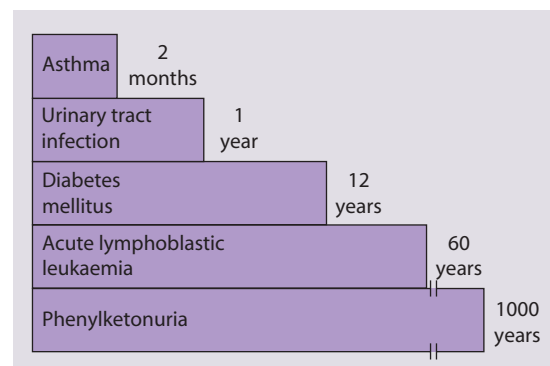 Asthma
2
months
Urinary tract
infection
1
year
Diabetes
mellitus
12
years
Acute lymphoblastic
leukaemia
60
years
Phenylketonuria
1000
years